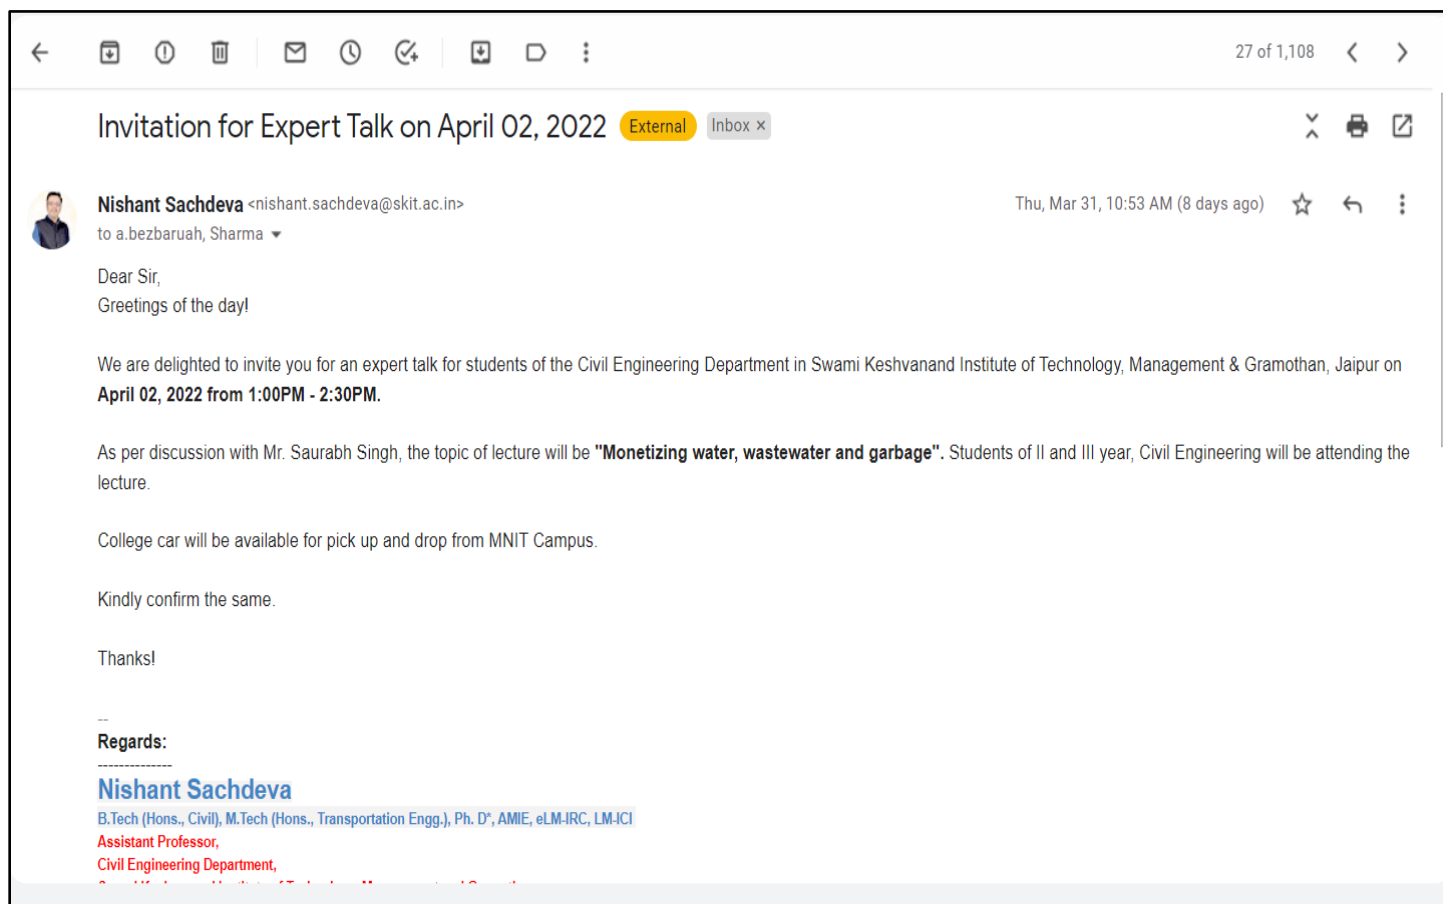 27 of 1,108
Invitation for Expert Talk on April 02, 2022 External Inbox ×
Nishant Sachdeva <nishant.sachdeva@skit.ac.in> Thu, Mar 31, 10:53 AM (8 days ago)
to a.bezbaruah, Sharma
Dear Sir,
Greetings of the day!
We are delighted to invite you for an expert talk for students of the Civil Engineering Department in Swami Keshvanand Institute of Technology, Management & Gramothan, Jaipur on
April 02, 2022 from 1:00PM - 2:30PM.
As per discussion with Mr. Saurabh Singh, the topic of lecture will be "Monetizing water, wastewater and garbage". Students of II and III year, Civil Engineering will be attending the
lecture.
College car will be available for pick up and drop from MNIT Campus.
Kindly confirm the same.
Thanks!
--
Regards:
--------------
Nishant Sachdeva
B.Tech (Hons., Civil), M.Tech (Hons., Transportation Engg.), Ph. D*, AMIE, eLM-IRC, LM-ICI
Assistant Professor,
Civil Engineering Department,